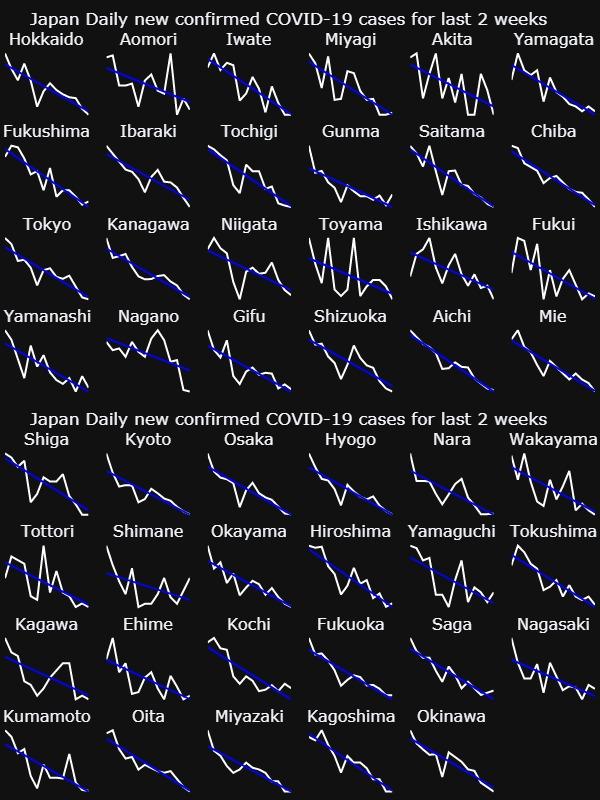 Japan Daily new confirmed COVID-19 cases for last 2 weeks
Hokkaido Aomori Iwate Miyagi Akita Yamagata
Fukushima Ibaraki Tochigi Gunma Saitama Chiba
Tokyo Kanagawa Niigata Toyama Ishikawa Fukui
Yamanashi Nagano Gifu Shizuoka Aichi Mie
Japan Daily new confirmed COVID-19 cases for last 2 weeks
Shiga Kyoto Osaka Hyogo Nara Wakayama
Tottori Shimane Okayama Hiroshima Yamaguchi Tokushima
Kagawa Ehime Kochi Fukuoka Saga Nagasaki
Kumamoto Oita Miyazaki Kagoshima Okinawa